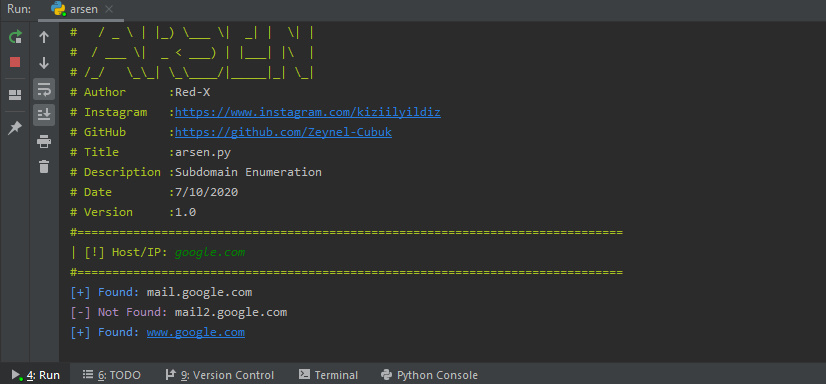 Run: arsen
#   / _ \ | |_) \___ \|  _| |  \| |
#  / ___ \|  _ < ___) | |___| |\  |
# /_/   \_\_| \_\____/|_____|_| \_|
# Author :Red-X
# Instagram :https://www.instagram.com/kiziilyildiz
# GitHub :https://github.com/Zeynel-Cubuk
# Title :arsen.py
# Description :Subdomain Enumeration
# Date :7/10/2020
# Version :1.0
#==============================================================================
| [!] Host/IP: google.com
#==============================================================================
[+] Found: mail.google.com
[-] Not Found: mail2.google.com
[+] Found: www.google.com
4: Run 6: TODO 9: Version Control Terminal Python Console